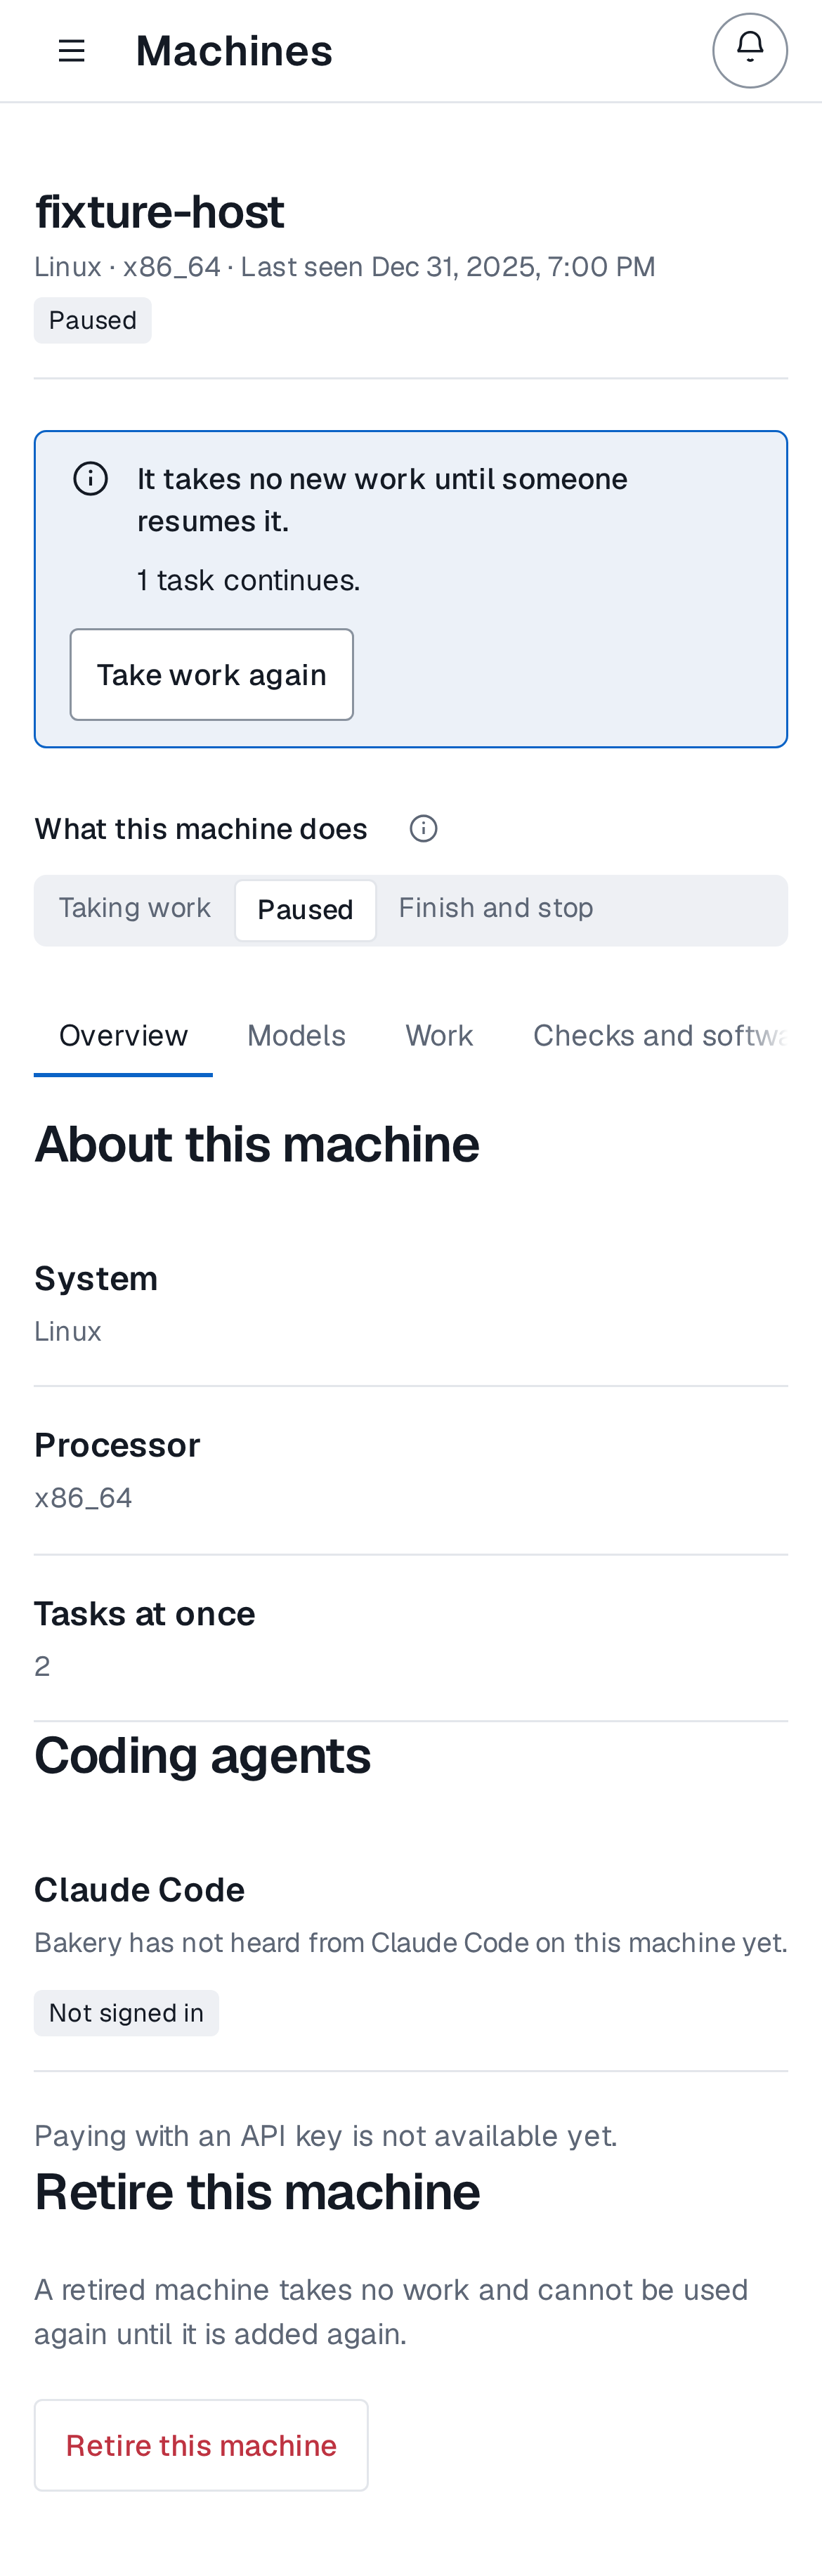 Machines
fixture-host
Linux · x86_64 · Last seen Dec 31, 2025, 7:00 PM
Paused
It takes no new work until someone
resumes it.
1 task continues.
Take work again
What this machine does
Taking work
Paused
Finish and stop
Overview
Models
Work
Checks and softwa
About this machine
System
Linux
Processor
x86_64
Tasks at once
2
Coding agents
Claude Code
Bakery has not heard from Claude Code on this machine yet.
Not signed in
Paying with an API key is not available yet.
Retire this machine
A retired machine takes no work and cannot be used
again until it is added again.
Retire this machine